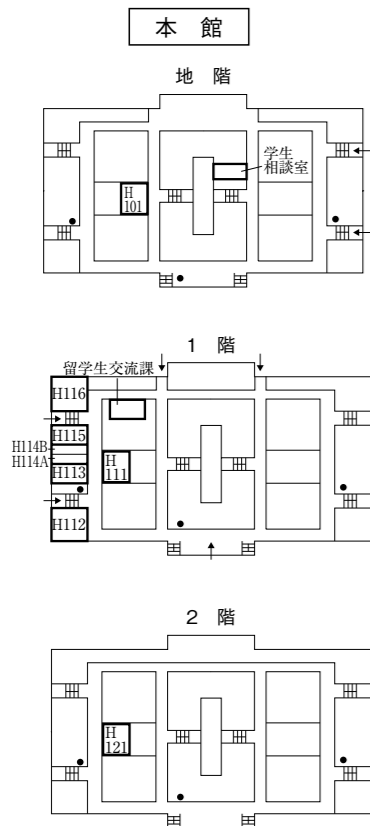 本館
地階
学生
相談室
H
101
1階
留学生交流課
H116
H115
H114B
H114A
H113
H
111
H112
2階
H
121